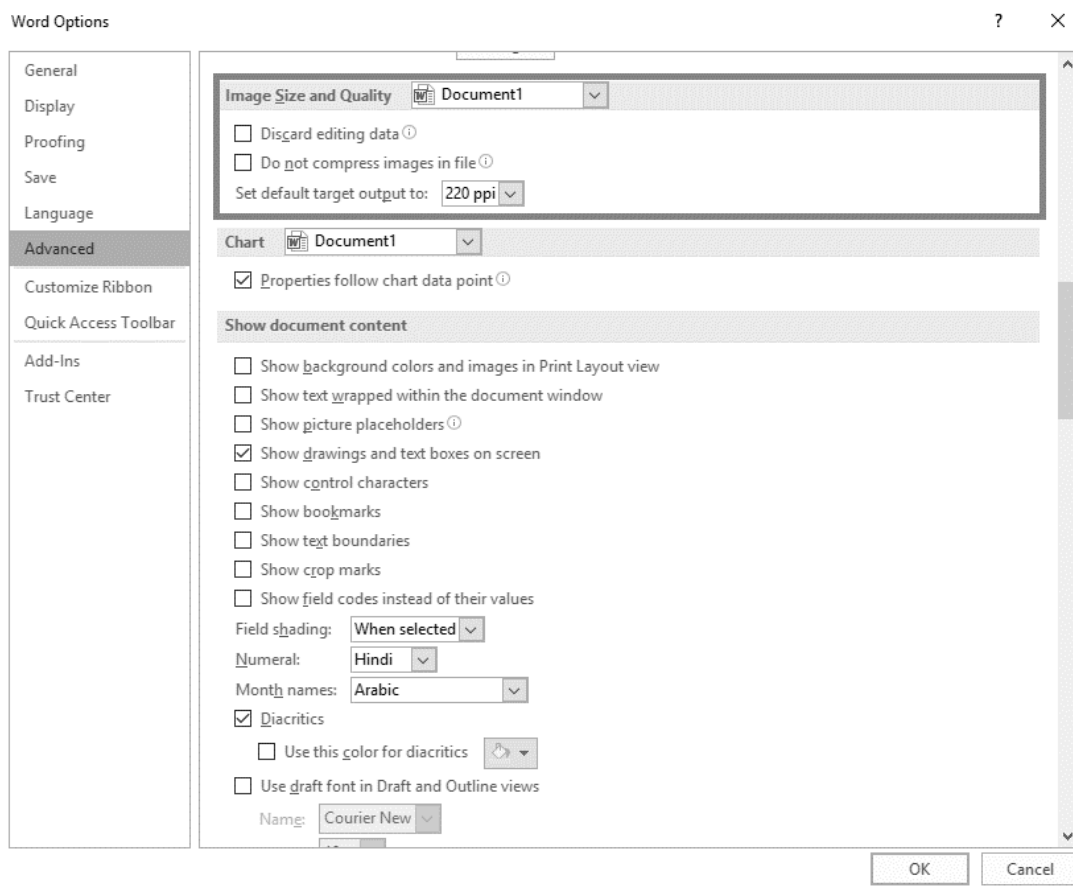 Word Options
General
Display
Proofing
Save
Language
Advanced
Customize Ribbon
Quick Access Toolbar
Add-Ins
Trust Center
Image Size and Quality Document1
Discard editing data
Do not compress images in file
Set default target output to: 220 ppi
Chart Document1
Properties follow chart data point
Show document content
Show background colors and images in Print Layout view
Show text wrapped within the document window
Show picture placeholders
Show drawings and text boxes on screen
Show control characters
Show bookmarks
Show text boundaries
Show crop marks
Show field codes instead of their values
Field shading: When selected
Numeral: Hindi
Month names: Arabic
Diacritics
Use this color for diacritics
Use draft font in Draft and Outline views
Name: Courier New
OK Cancel